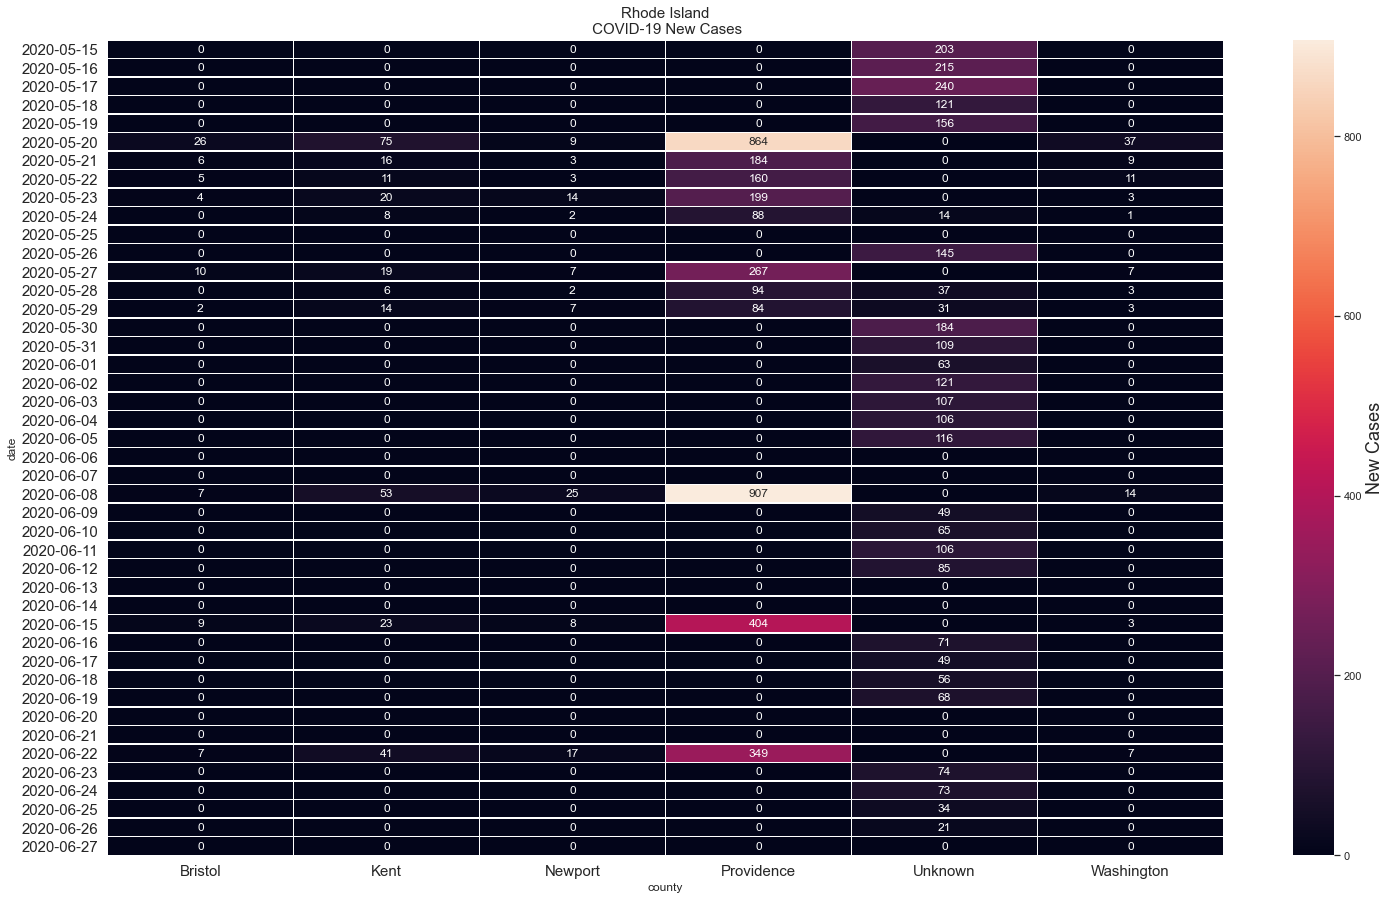 Rhode Island
COVID-19 New Cases
2020-05-15 0 0 0 0 203 0
2020-05-16 0 0 0 0 215 0
2020-05-17 0 0 0 0 240 0
2020-05-18 0 0 0 0 121 0
2020-05-19 0 0 0 0 156 0
2020-05-20 26 75 9 864 0 37
2020-05-21 6 16 3 184 0 9
2020-05-22 5 11 3 160 0 11
2020-05-23 4 20 14 199 0 3
2020-05-24 0 8 2 88 14 1
2020-05-25 0 0 0 0 0 0
2020-05-26 0 0 0 0 145 0
2020-05-27 10 19 7 267 0 7
2020-05-28 0 6 2 94 37 3
2020-05-29 2 14 7 84 31 3
2020-05-30 0 0 0 0 184 0
2020-05-31 0 0 0 0 109 0
2020-06-01 0 0 0 0 63 0
2020-06-02 0 0 0 0 121 0
2020-06-03 0 0 0 0 107 0
2020-06-04 0 0 0 0 106 0
2020-06-05 0 0 0 0 116 0
2020-06-06 0 0 0 0 0 0
2020-06-07 0 0 0 0 0 0
2020-06-08 7 53 25 907 0 14
2020-06-09 0 0 0 0 49 0
2020-06-10 0 0 0 0 65 0
2020-06-11 0 0 0 0 106 0
2020-06-12 0 0 0 0 85 0
2020-06-13 0 0 0 0 0 0
2020-06-14 0 0 0 0 0 0
2020-06-15 9 23 8 404 0 3
2020-06-16 0 0 0 0 71 0
2020-06-17 0 0 0 0 49 0
2020-06-18 0 0 0 0 56 0
2020-06-19 0 0 0 0 68 0
2020-06-20 0 0 0 0 0 0
2020-06-21 0 0 0 0 0 0
2020-06-22 7 41 17 349 0 7
2020-06-23 0 0 0 0 74 0
2020-06-24 0 0 0 0 73 0
2020-06-25 0 0 0 0 34 0
2020-06-26 0 0 0 0 21 0
2020-06-27 0 0 0 0 0 0
date
Bristol Kent Newport Providence Unknown Washington
county
800
600
400
200
0
New Cases